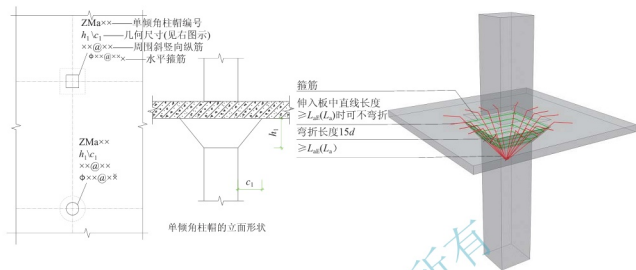 ZMa××——单倾角柱帽编号
h₁\c₁——几何尺寸(见右图示)
××@××——周围斜竖向纵筋
Φ××@××——水平箍筋
ZMa××
h₁\c₁
××@××
Φ××@××
h₁
c₁
单倾角柱帽的立面形状
箍筋
伸入板中直线长度
≥LaE(La)时可不弯折
弯折长度15d
≥LaE(La)
所有